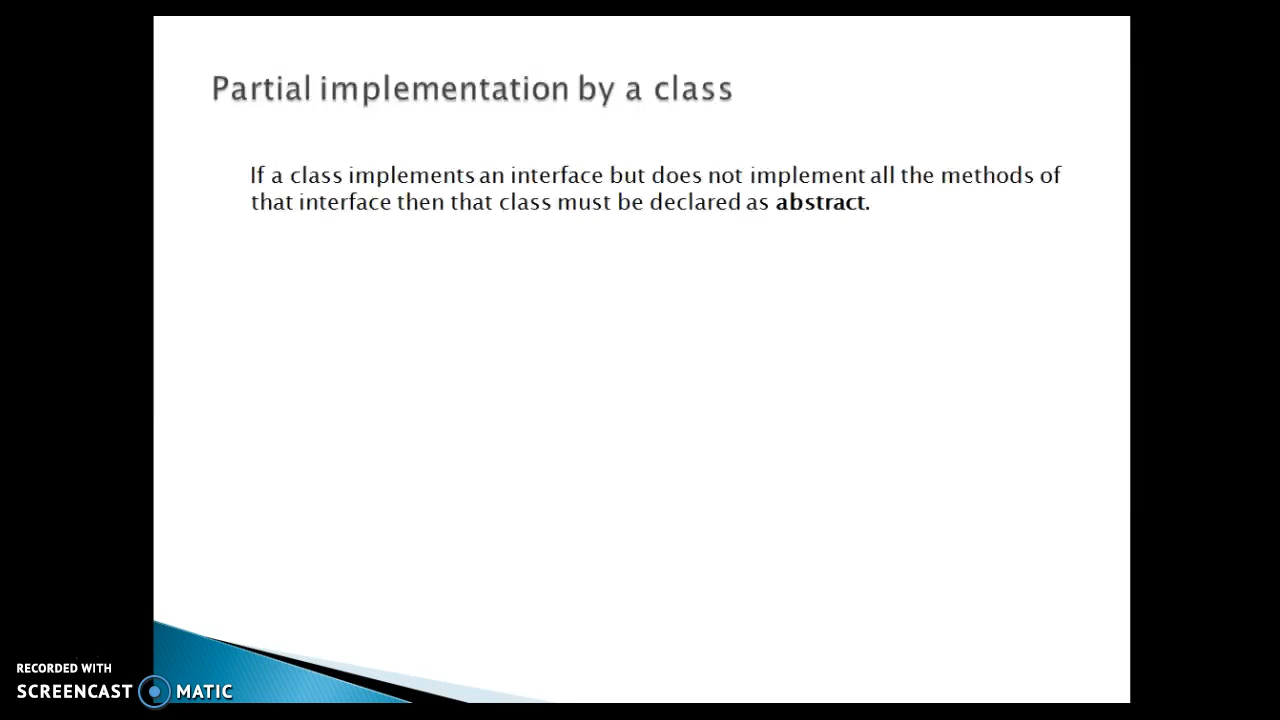 Partial implementation by a class
If a class implements an interface but does not implement all the methods of
that interface then that class must be declared as abstract.
RECORDED WITH
SCREENCAST MATIC